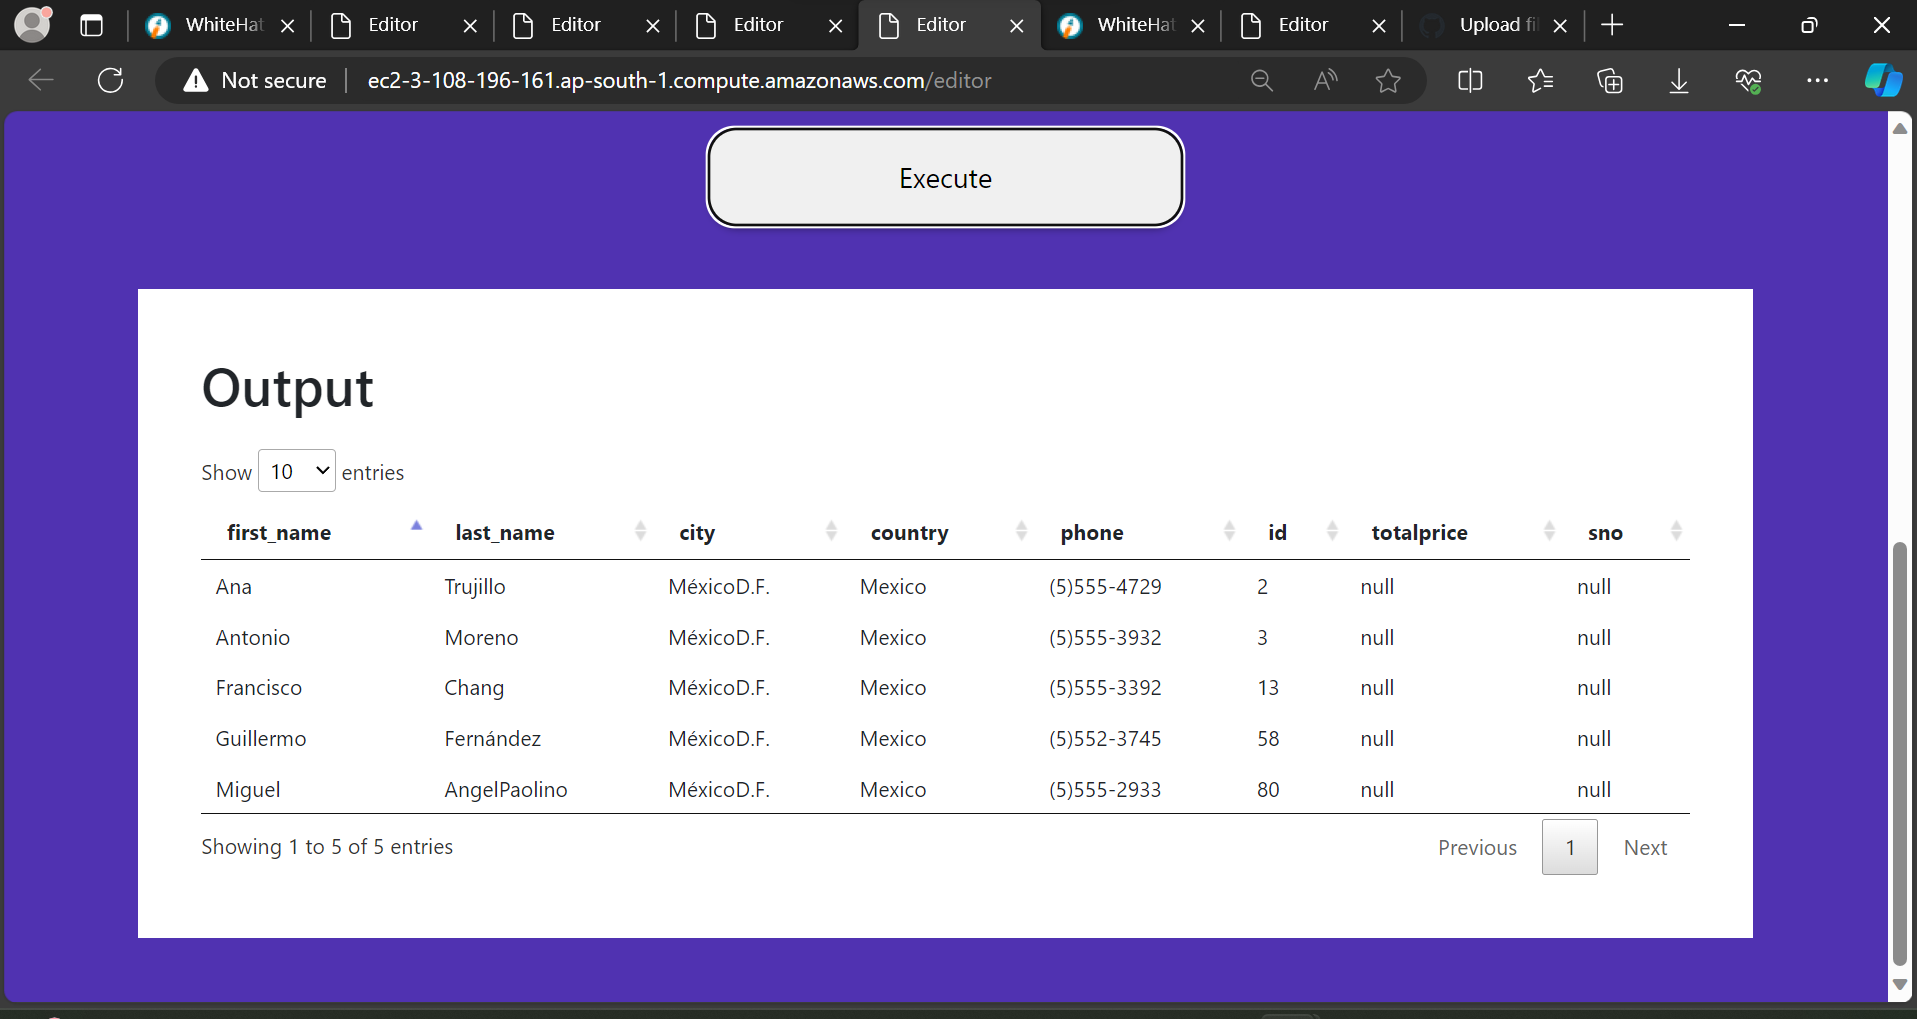 WhiteHat Editor Editor Editor Editor WhiteHat Editor Upload fil
Not secure ec2-3-108-196-161.ap-south-1.compute.amazonaws.com/editor
Execute
Output
Show 10 entries
first_name last_name city country phone id totalprice sno
Ana Trujillo MéxicoD.F. Mexico (5)555-4729 2 null null
Antonio Moreno MéxicoD.F. Mexico (5)555-3932 3 null null
Francisco Chang MéxicoD.F. Mexico (5)555-3392 13 null null
Guillermo Fernández MéxicoD.F. Mexico (5)552-3745 58 null null
Miguel AngelPaolino MéxicoD.F. Mexico (5)555-2933 80 null null
Showing 1 to 5 of 5 entries Previous 1 Next